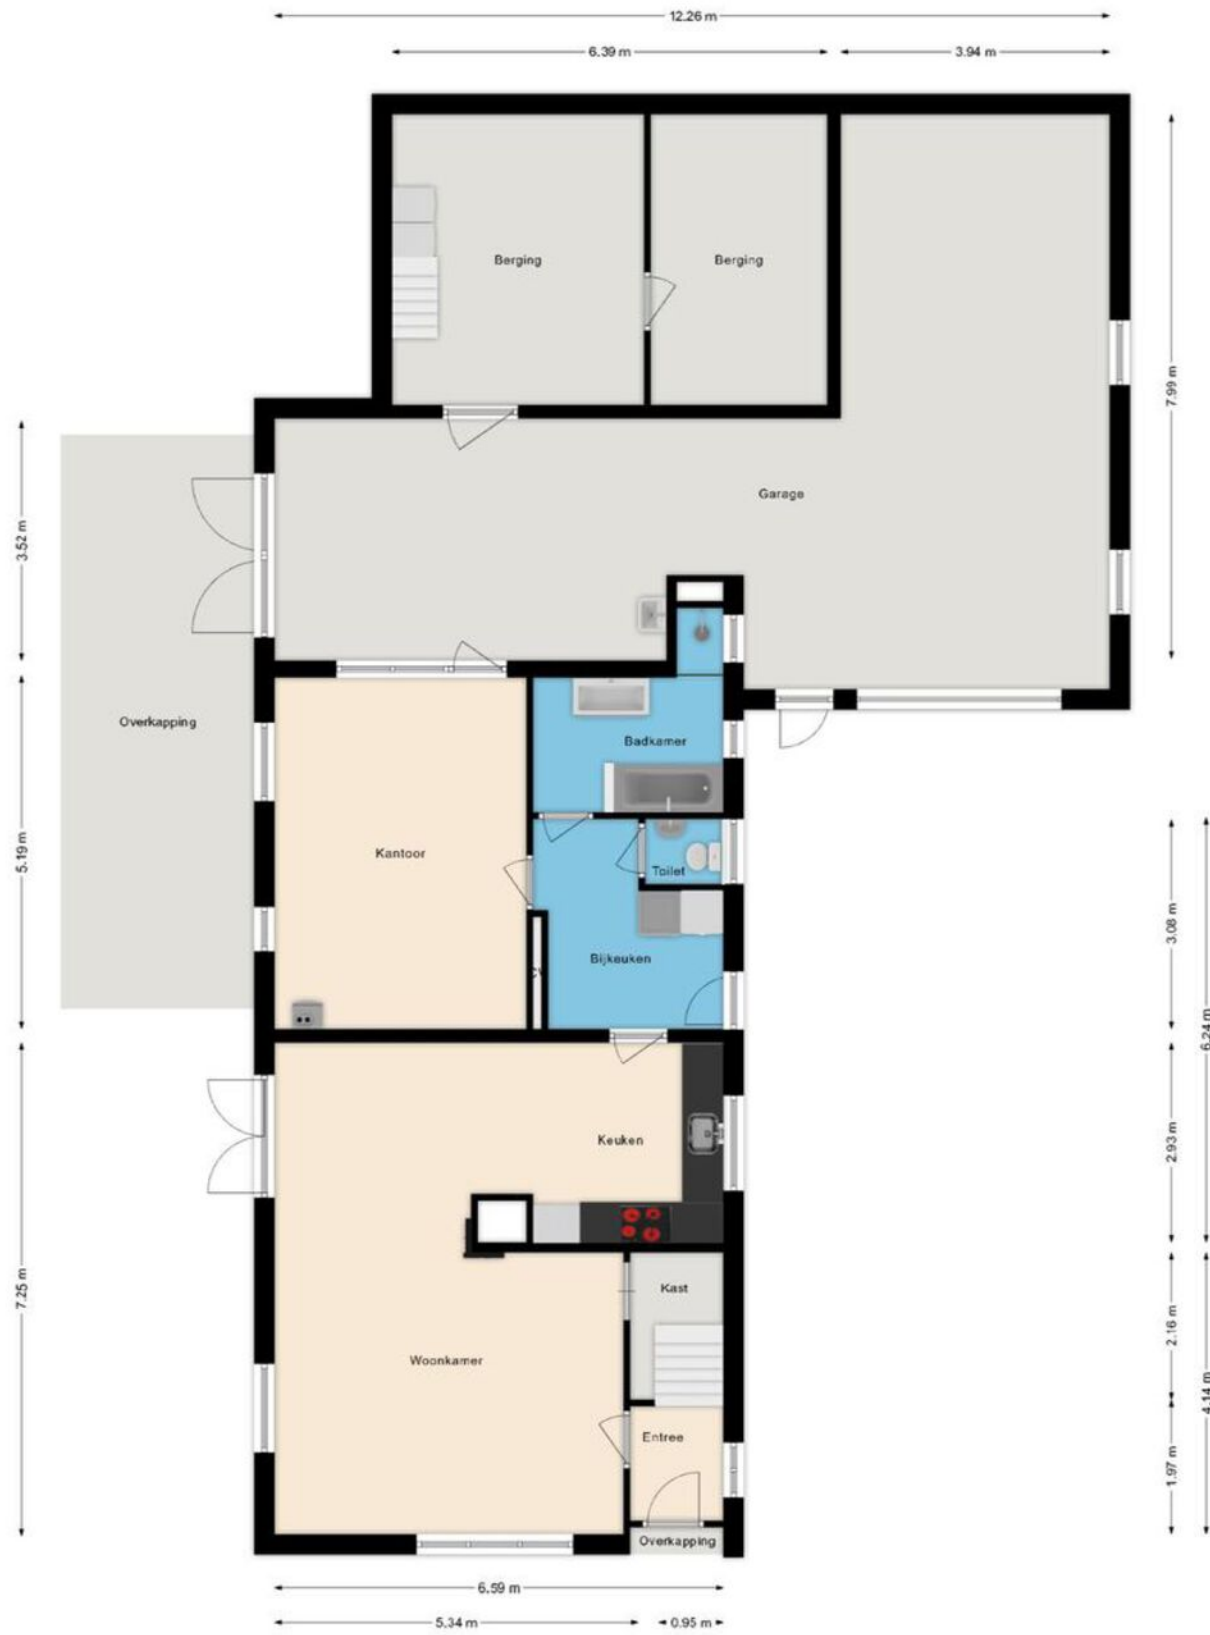 12.26 m
6.39 m
3.94 m
Berging
Berging
7.99 m
Garage
3.52 m
Overkapping
Badkamer
Kantoor
5.19 m
Toilet
3.08 m
Bijkeuken
6.24 m
Keuken
2.93 m
7.25 m
Kast
2.16 m
Woonkamer
4.14 m
Entree
1.97 m
Overkapping
6.59 m
5.34 m
0.95 m